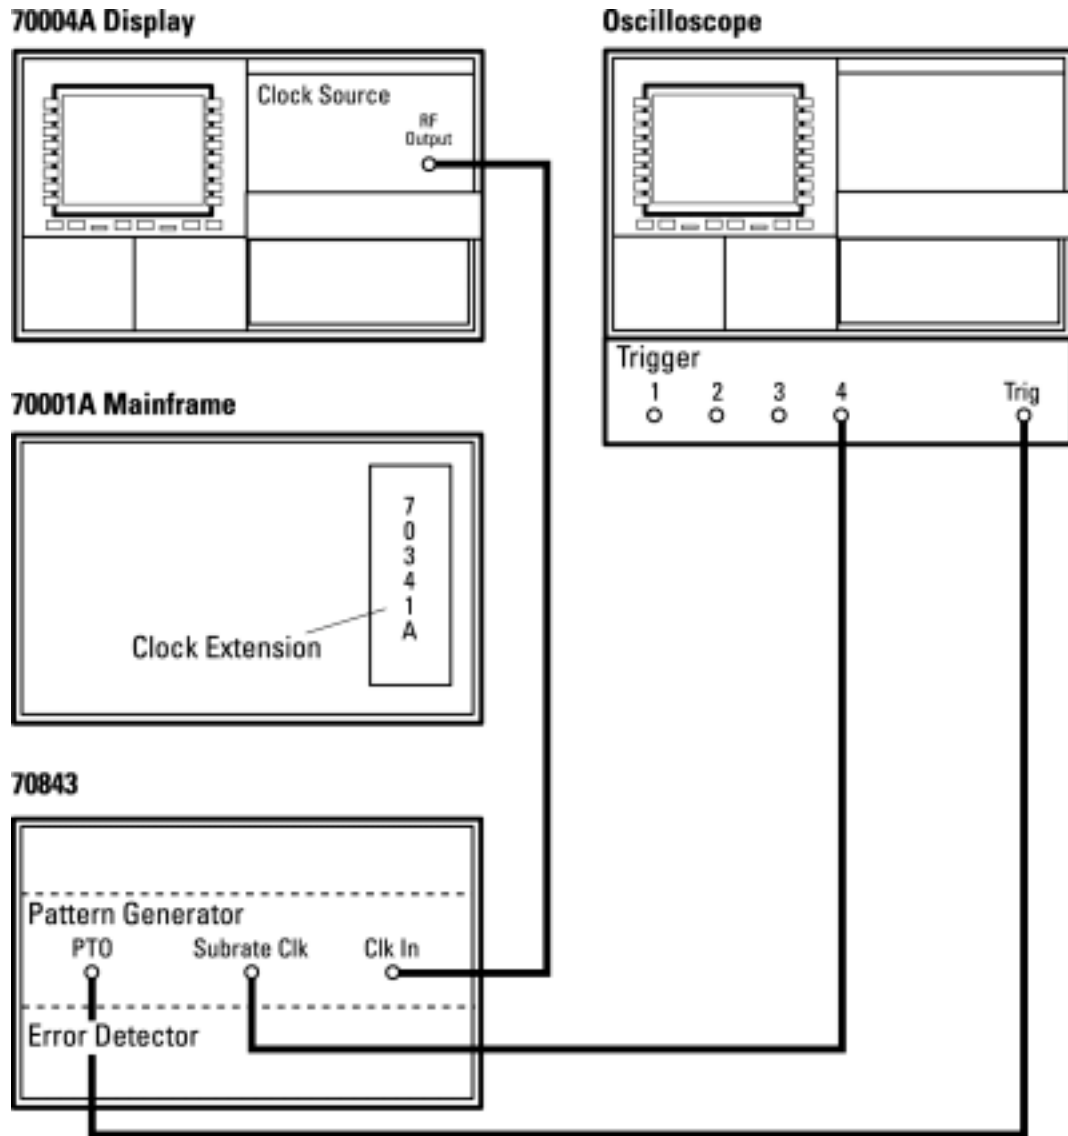 70004A Display
Clock Source
RF
Output
Oscilloscope
Trigger
1 2 3 4 Trig
70001A Mainframe
7
0
3
4
1
A
Clock Extension
70843
Pattern Generator
PTO Subrate Clk Clk In
Error Detector